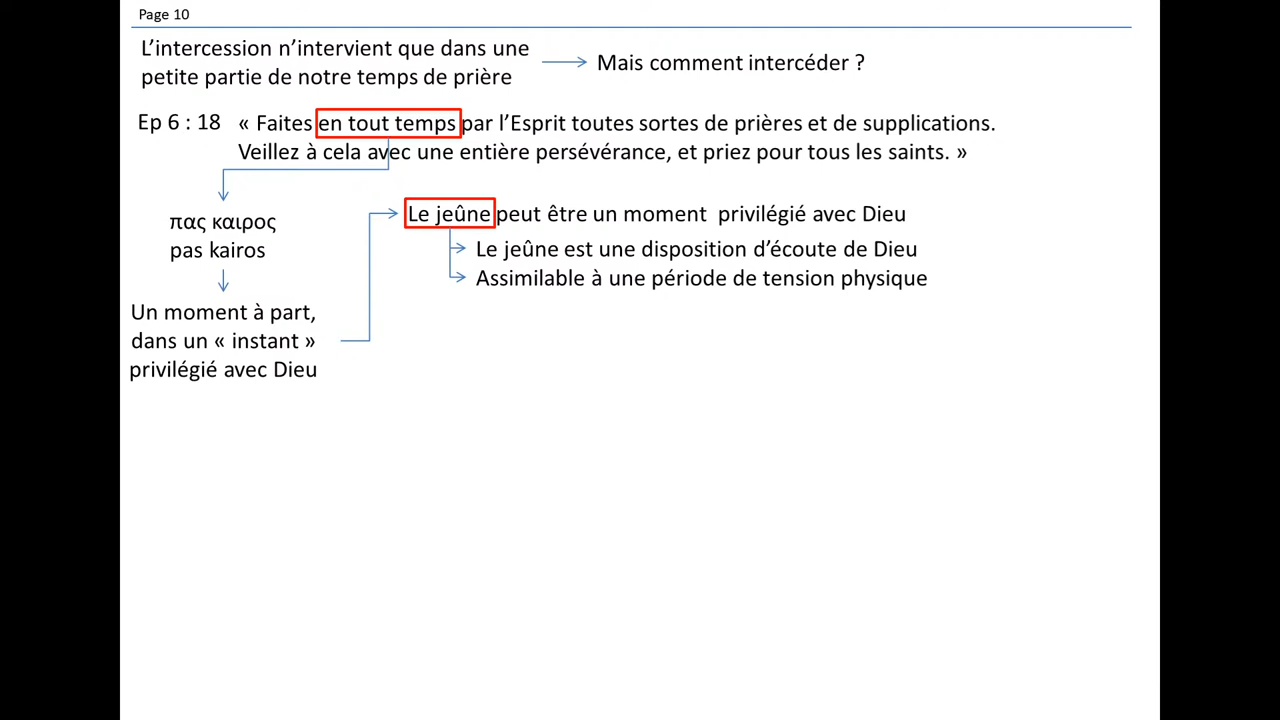 Page 10
L’intercession n’intervient que dans une
petite partie de notre temps de prière
Mais comment intercéder ?
Ep 6 : 18 « Faites en tout temps par l’Esprit toutes sortes de prières et de supplications.
Veillez à cela avec une entière persévérance, et priez pour tous les saints. »
πας καιρος
pas kairos
Un moment à part,
dans un « instant »
privilégié avec Dieu
Le jeûne peut être un moment privilégié avec Dieu
Le jeûne est une disposition d’écoute de Dieu
Assimilable à une période de tension physique